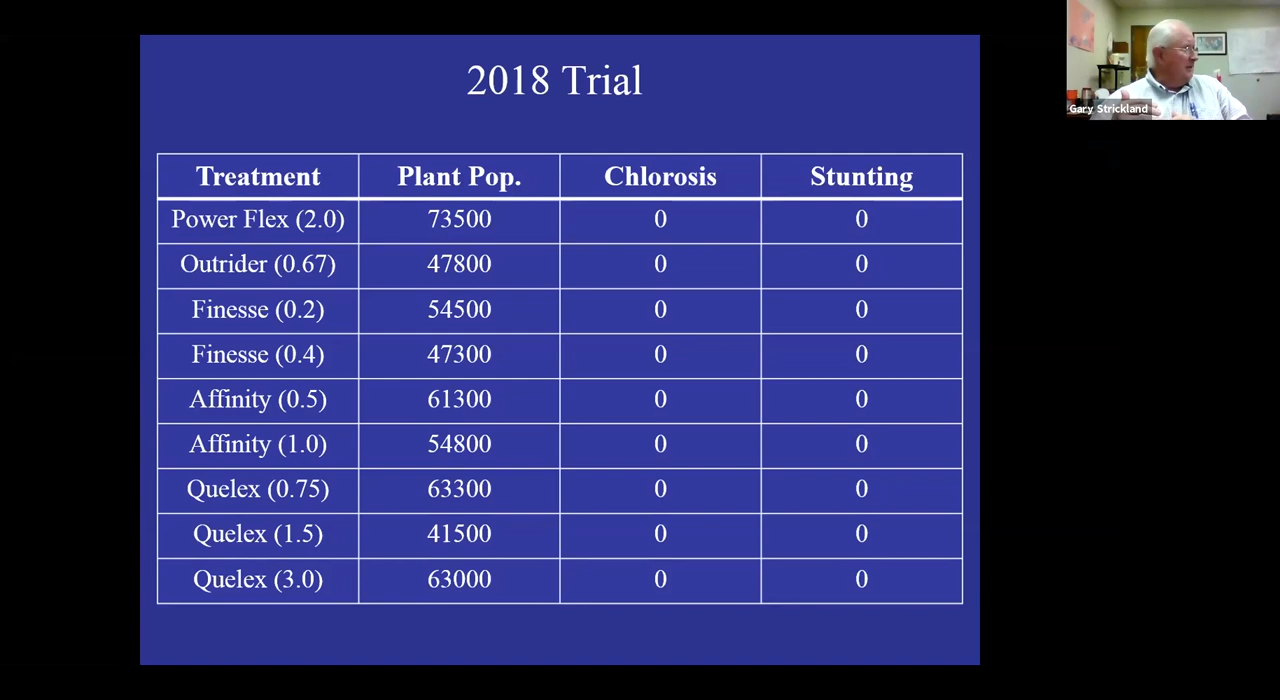 2018 Trial
Treatment Plant Pop. Chlorosis Stunting
Power Flex (2.0) 73500 0 0
Outrider (0.67) 47800 0 0
Finesse (0.2) 54500 0 0
Finesse (0.4) 47300 0 0
Affinity (0.5) 61300 0 0
Affinity (1.0) 54800 0 0
Quelex (0.75) 63300 0 0
Quelex (1.5) 41500 0 0
Quelex (3.0) 63000 0 0
Gary Strickland